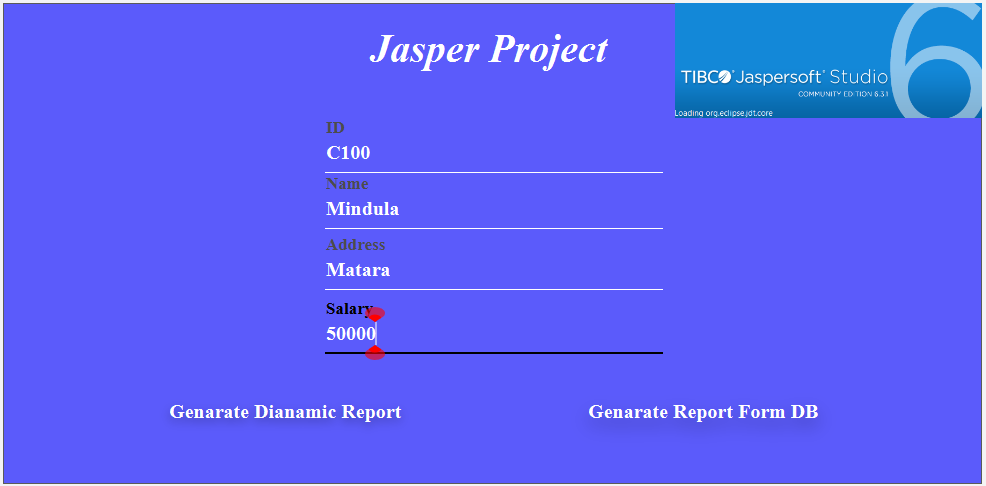 Jasper Project
TIBCO Jaspersoft® Studio
COMMUNITY EDITION 6.3.1
Loading org.eclipse.jdt.core
ID
C100
Name
Mindula
Address
Matara
Salary
50000
Genarate Dianamic Report
Genarate Report Form DB